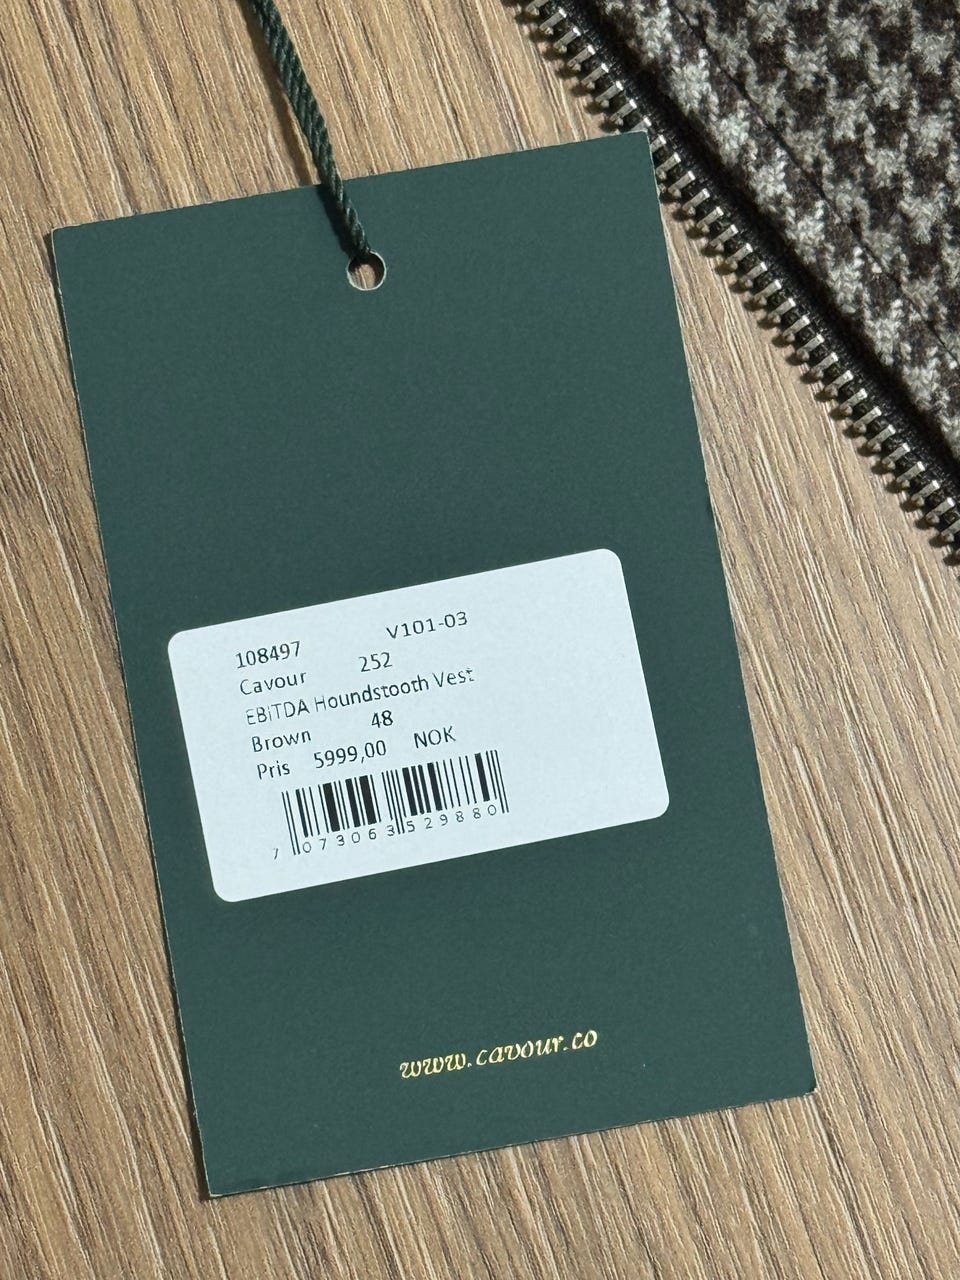 108497 V101-03
Cavour 252
EBITDA Houndstooth Vest
Brown 48
Pris 5999,00 NOK
7 073063 529880
www.cavour.co